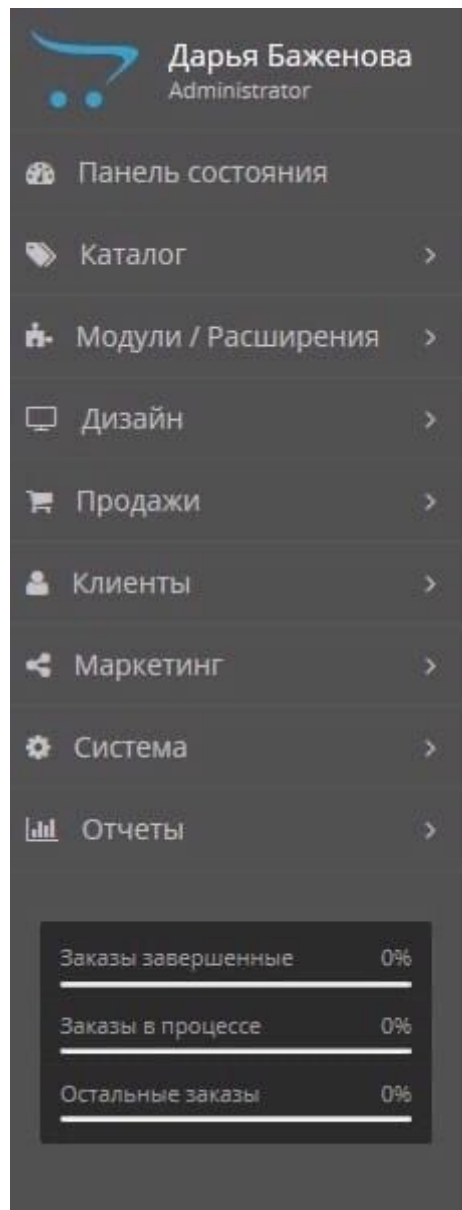 Дарья Баженова
Administrator
Панель состояния
Каталог
Модули / Расширения
Дизайн
Продажи
Клиенты
Маркетинг
Система
Отчеты
Заказы завершенные 0%
Заказы в процессе 0%
Остальные заказы 0%